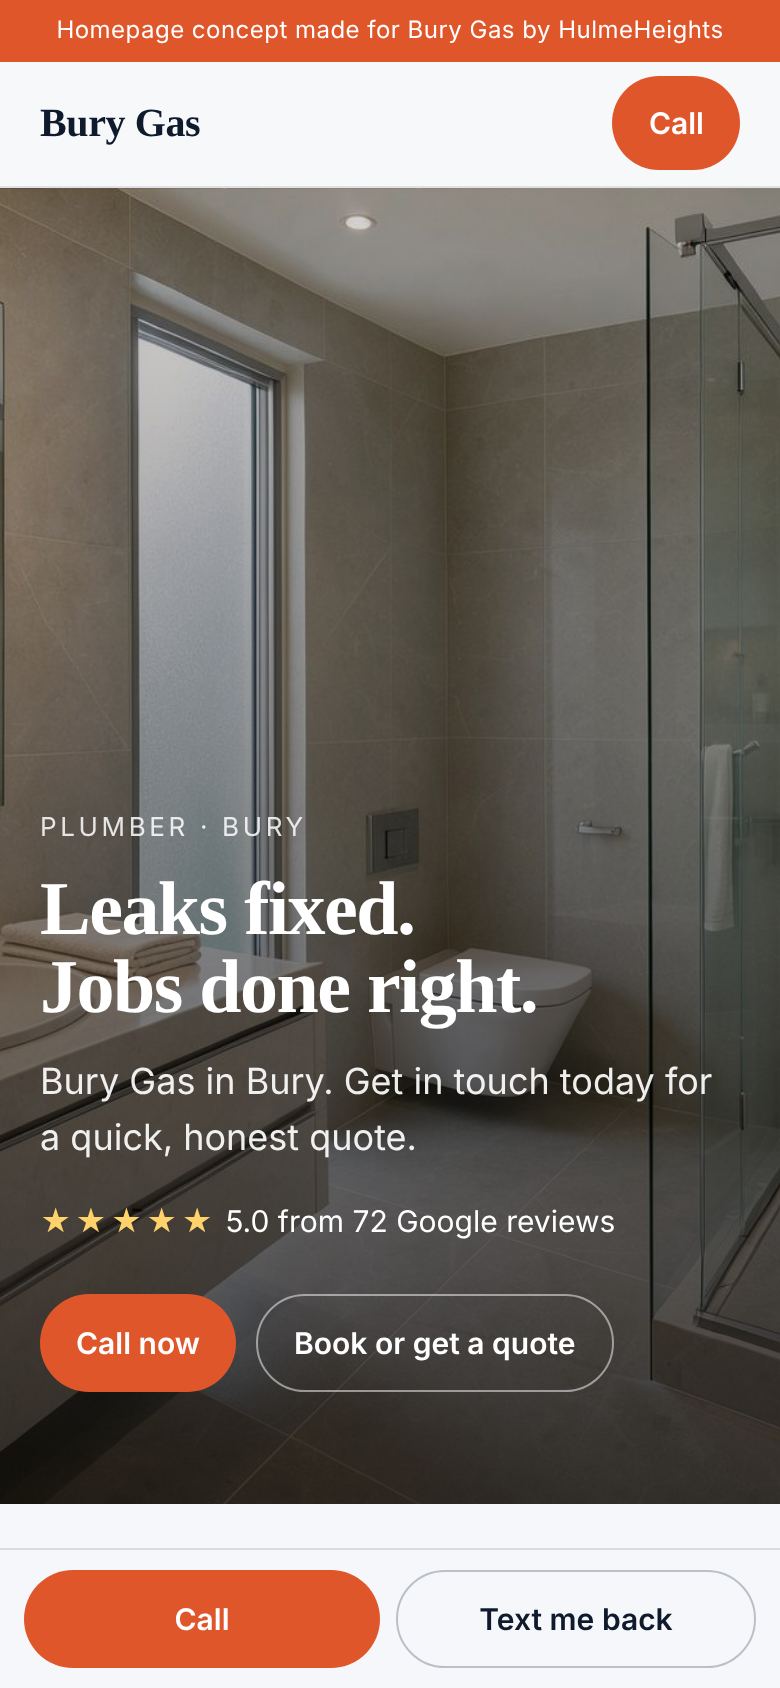 Homepage concept made for Bury Gas by HulmeHeights
Bury Gas
Call
PLUMBER · BURY
Leaks fixed.
Jobs done right.
Bury Gas in Bury. Get in touch today for
a quick, honest quote.
★★★★★ 5.0 from 72 Google reviews
Call now
Book or get a quote
Call
Text me back